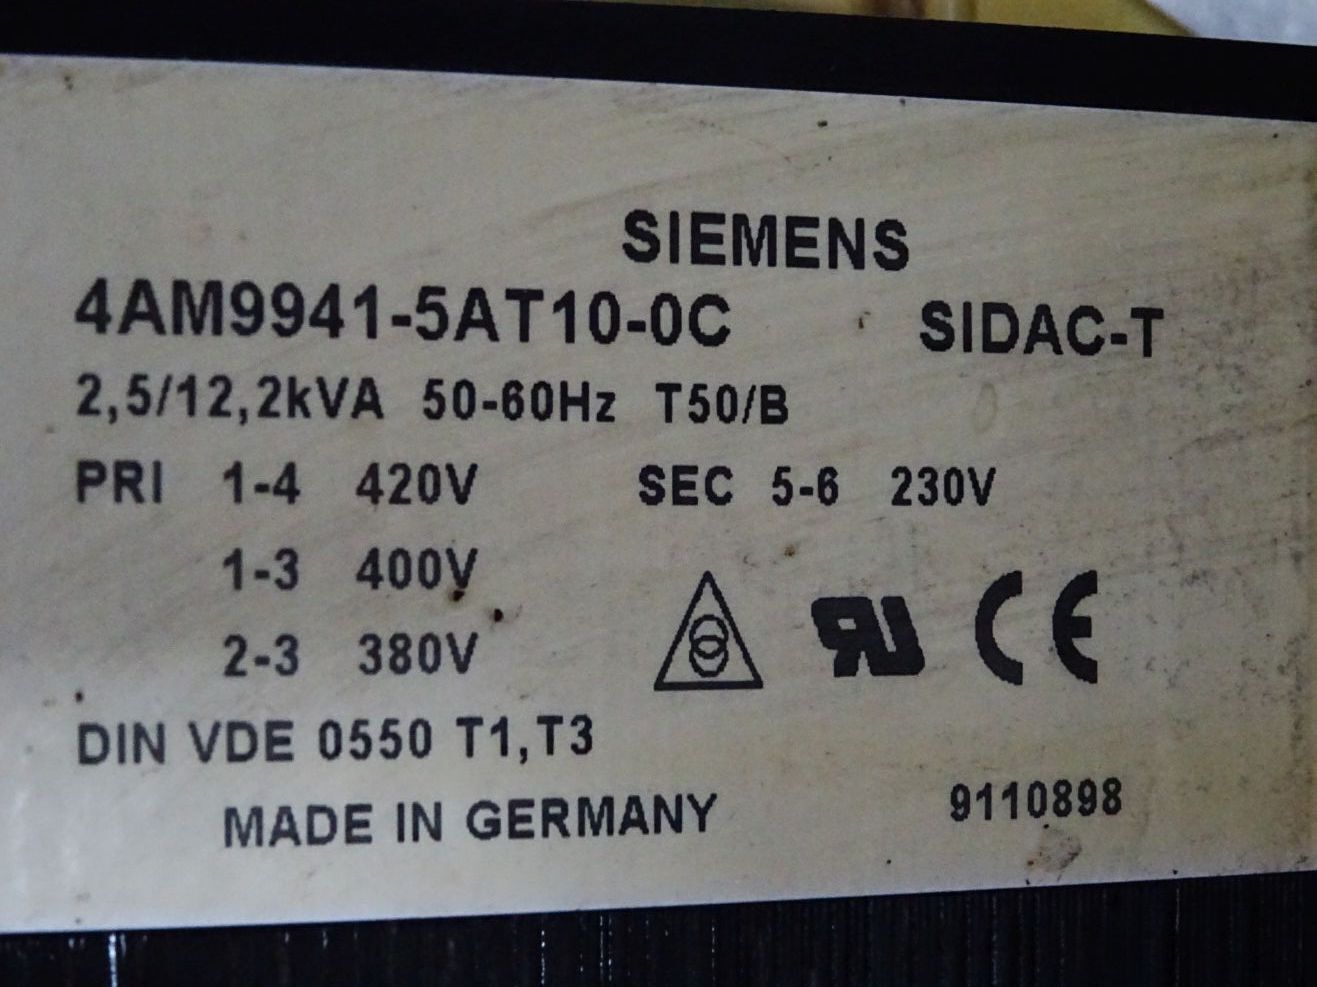 SIEMENS
4AM9941-5AT10-0C SIDAC-T
2,5/12,2kVA 50-60Hz T50/B
PRI 1-4 420V SEC 5-6 230V
1-3 400V
2-3 380V
DIN VDE 0550 T1,T3
MADE IN GERMANY 9110898